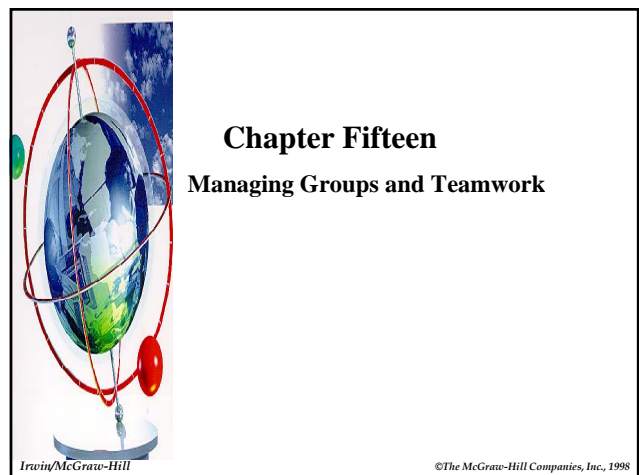 Chapter Fifteen
Managing Groups and Teamwork
Irwin/McGraw-Hill
©The McGraw-Hill Companies, Inc., 1998